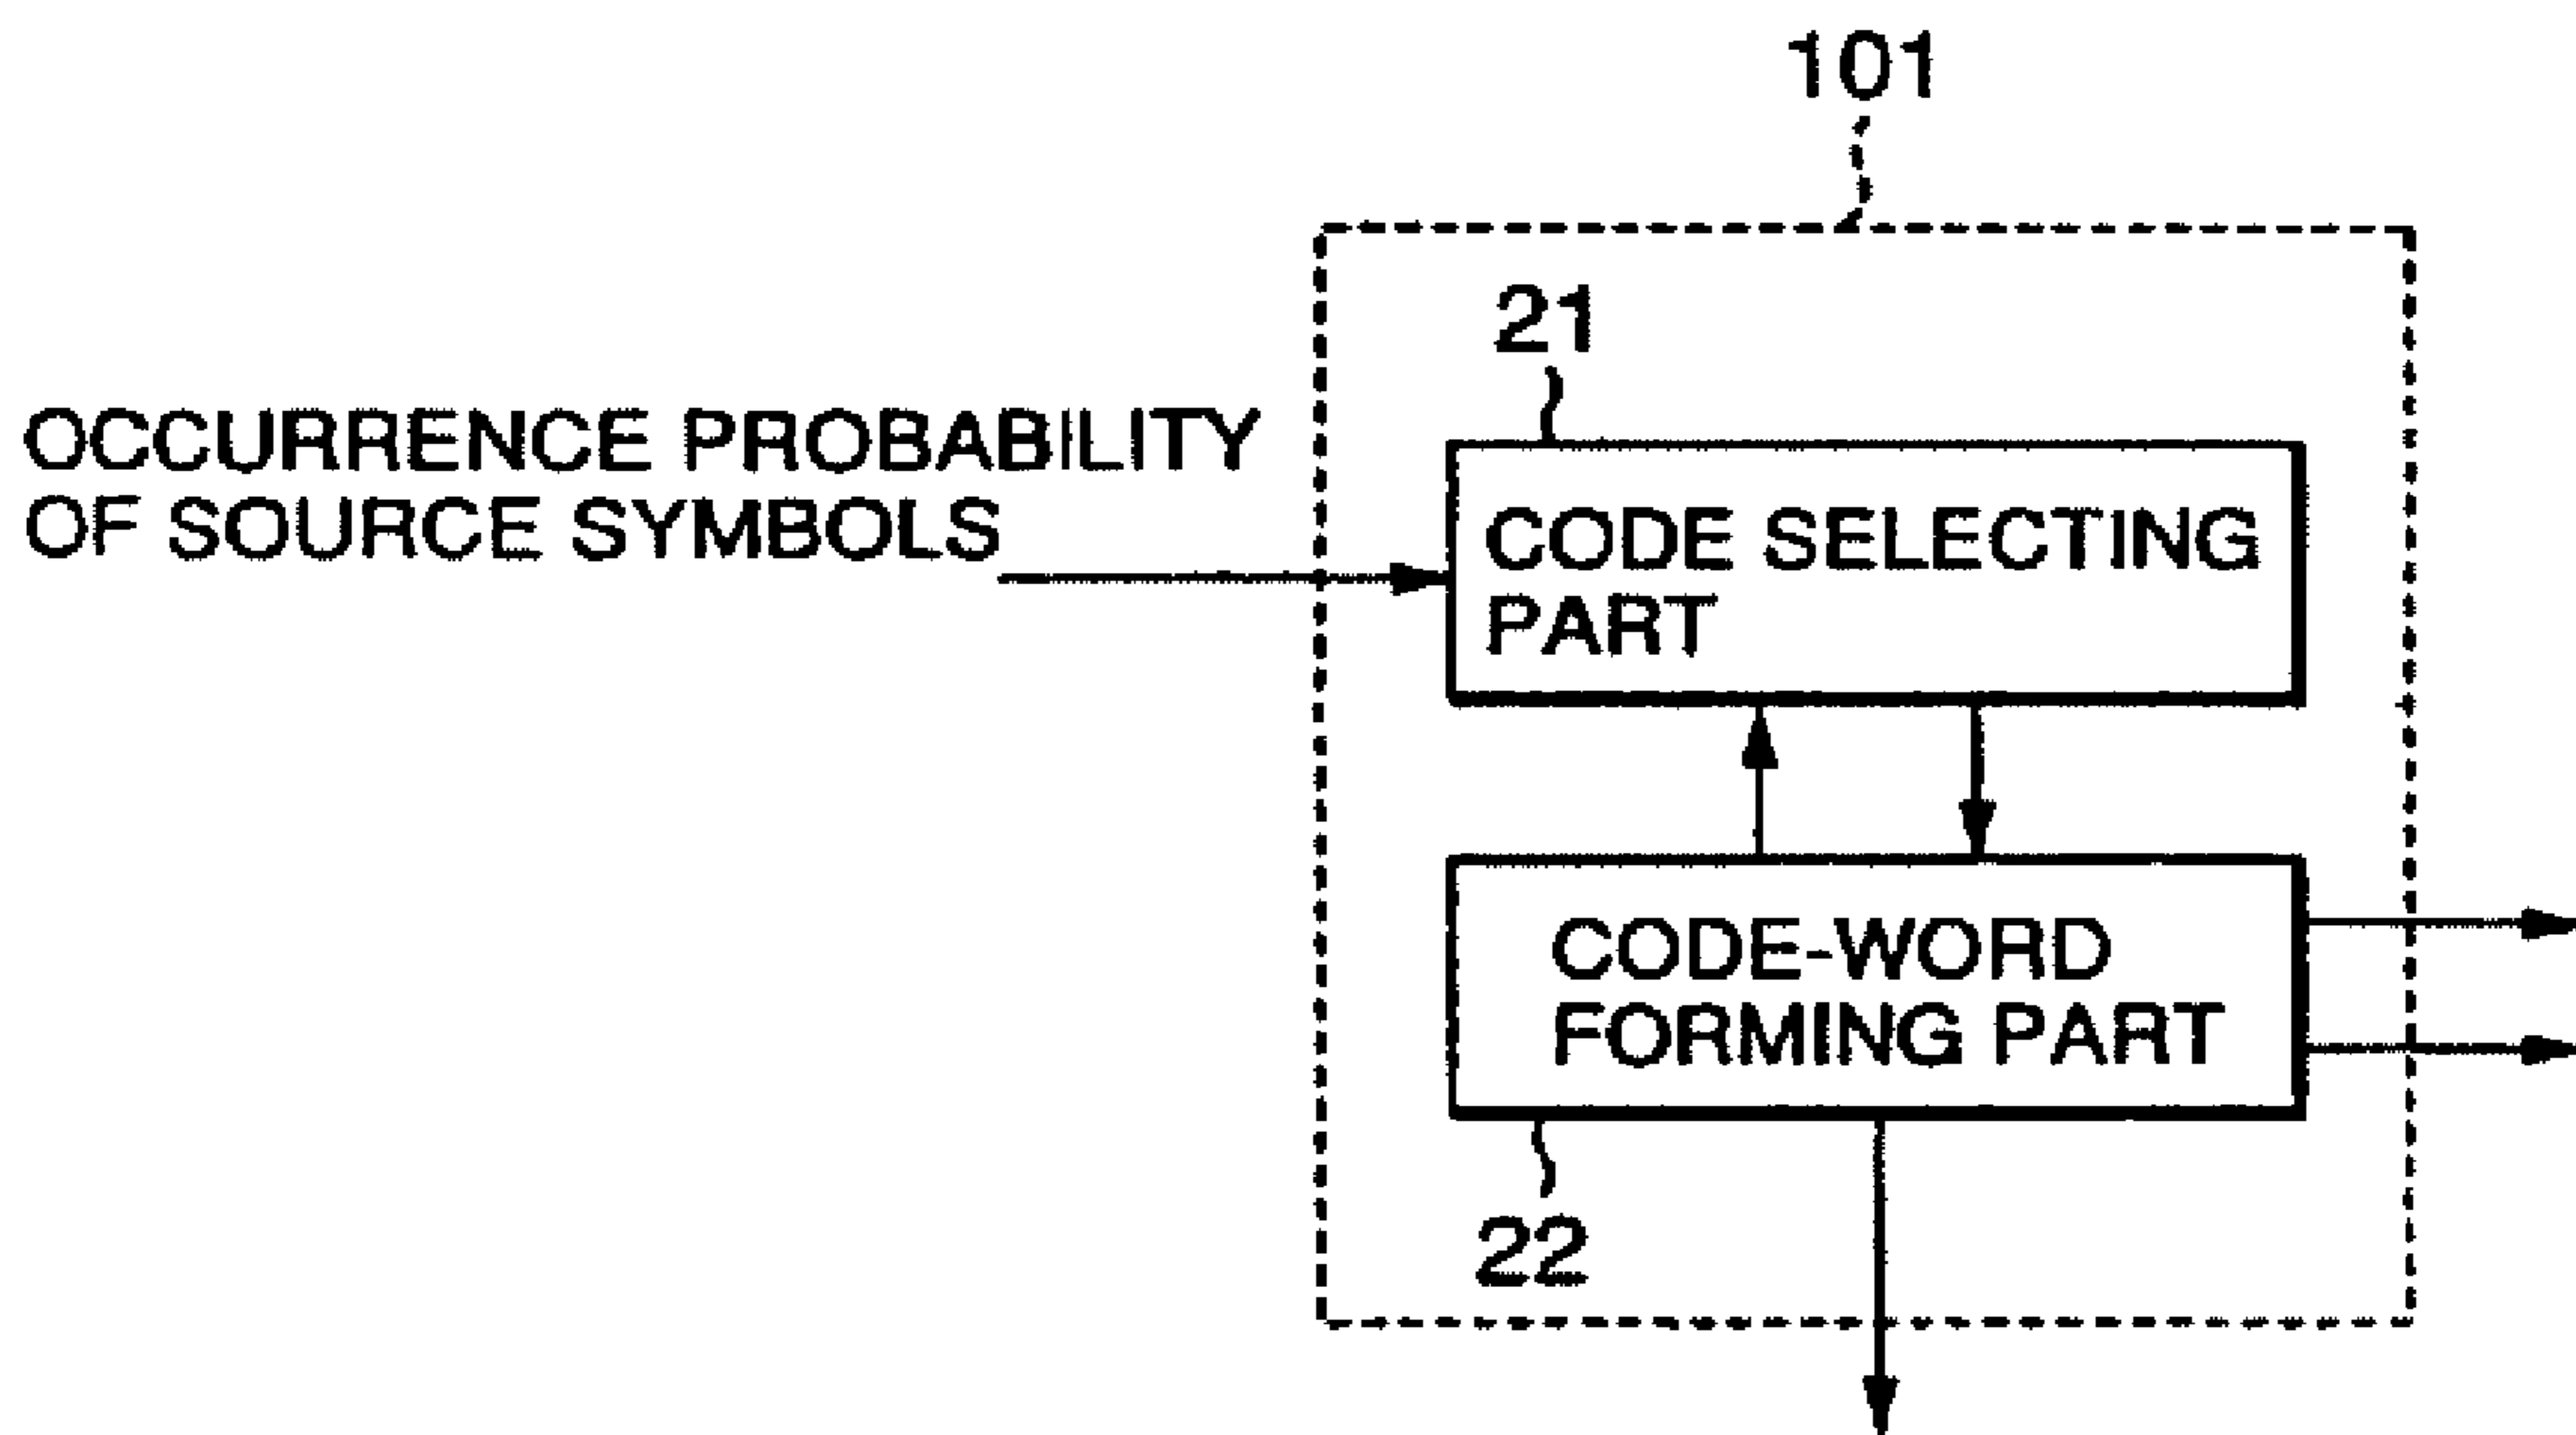 101
21
OCCURRENCE PROBABILITY
OF SOURCE SYMBOLS
CODE SELECTING
PART
CODE-WORD
FORMING PART
22